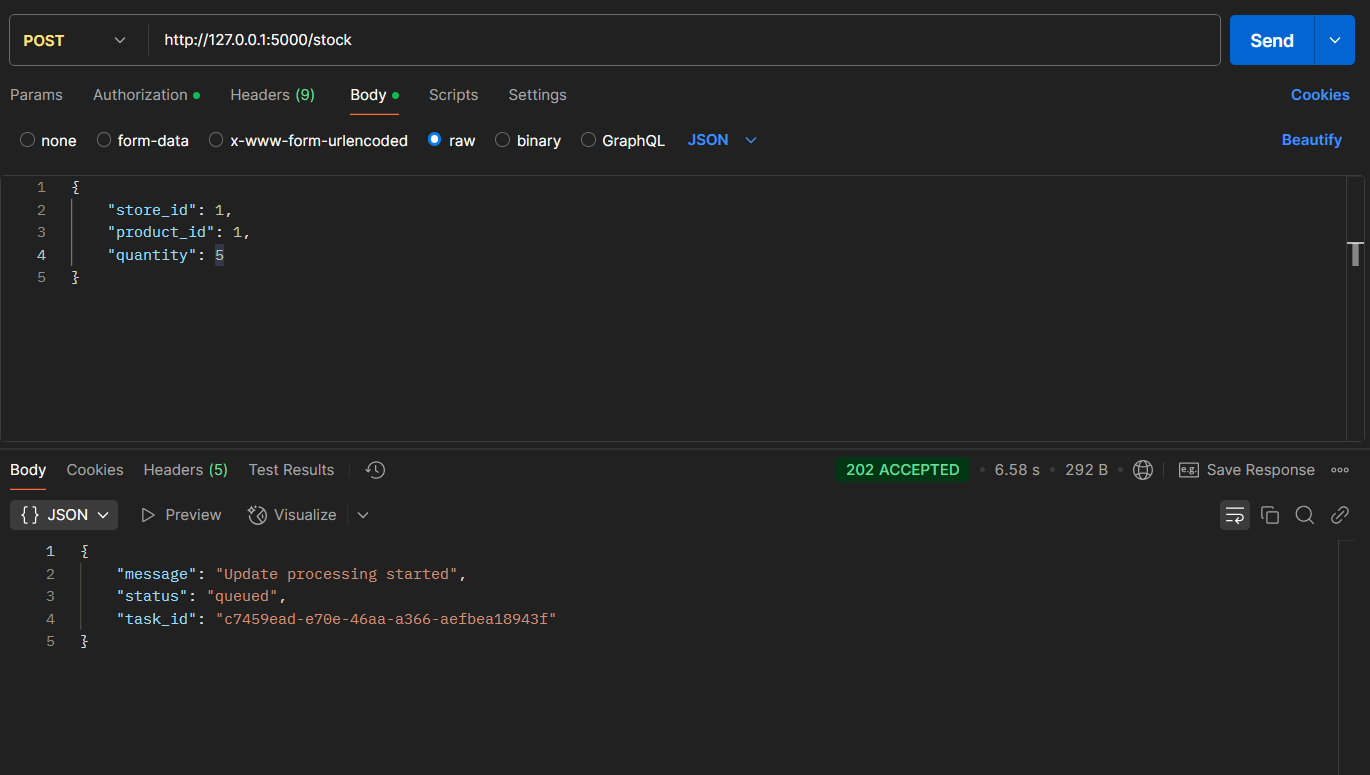 POST http://127.0.0.1:5000/stock Send
Params Authorization Headers (9) Body Scripts Settings Cookies
none form-data x-www-form-urlencoded raw binary GraphQL JSON Beautify
1 {
2 "store_id": 1,
3 "product_id": 1,
4 "quantity": 5
5 }
Body Cookies Headers (5) Test Results 202 ACCEPTED 6.58 s 292 B e.g. Save Response
{} JSON Preview Visualize
1 {
2 "message": "Update processing started",
3 "status": "queued",
4 "task_id": "c7459ead-e70e-46aa-a366-aefbea18943f"
5 }